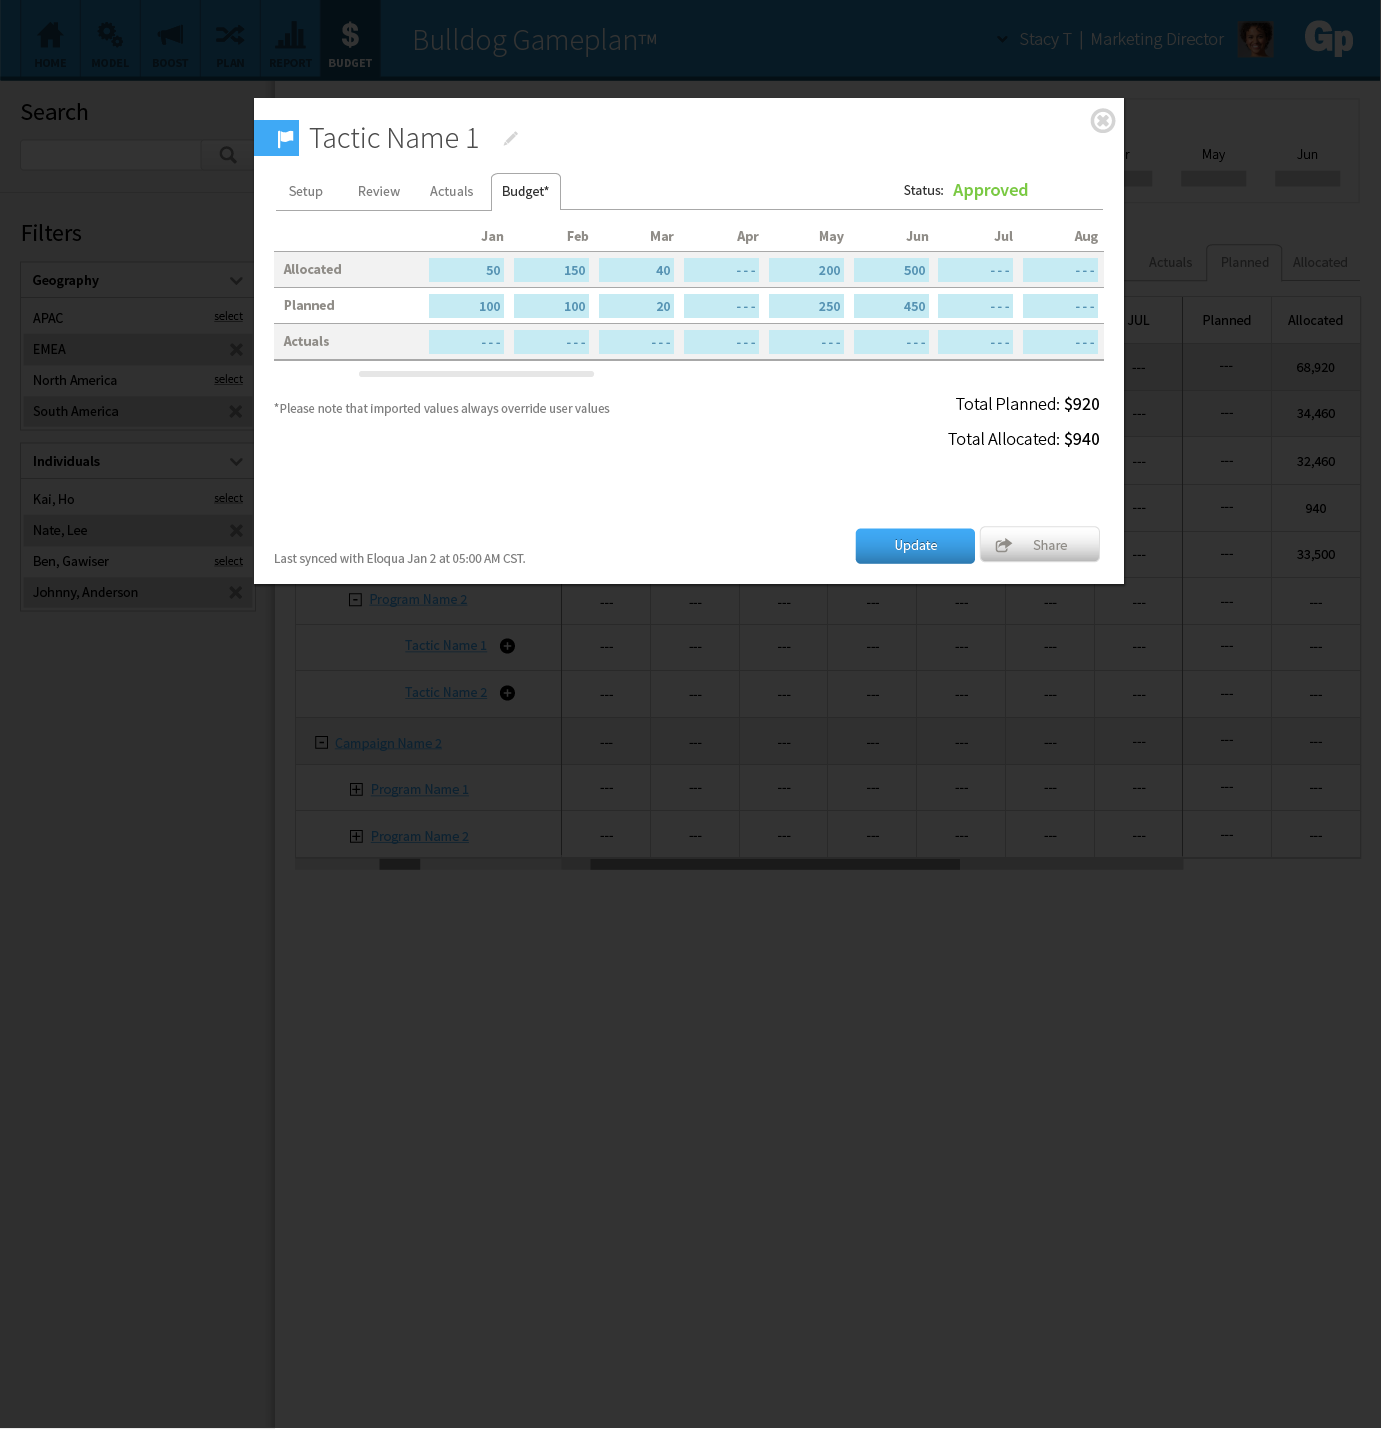 HOME MODEL BOOST PLAN REPORT $ BUDGET
Bulldog Gameplan™
Stacy T | Marketing Director
Gp
Search
Filters
Geography
APAC select
EMEA
North America select
South America
Individuals
Kai, Ho select
Nate, Lee
Ben, Gawiser select
Johnny, Anderson
Tactic Name 1
Setup Review Actuals Budget*
Status: Approved
Jan Feb Mar Apr May Jun Jul Aug
Allocated 50 150 40 --- 200 500 --- ---
Planned 100 100 20 --- 250 450 --- ---
Actuals --- --- --- --- --- --- --- ---
*Please note that imported values always override user values
Total Planned: $920
Total Allocated: $940
Last synced with Eloqua Jan 2 at 05:00 AM CST.
Update
Share
r May Jun
Actuals Planned Allocated
JUL Planned Allocated
--- --- 68,920
--- --- 34,460
--- --- 32,460
--- --- 940
--- --- 33,500
Program Name 2 --- --- --- --- --- --- --- --- ---
Tactic Name 1 --- --- --- --- --- --- --- --- ---
Tactic Name 2 --- --- --- --- --- --- --- --- ---
Campaign Name 2 --- --- --- --- --- --- --- --- ---
Program Name 1 --- --- --- --- --- --- --- --- ---
Program Name 2 --- --- --- --- --- --- --- --- ---